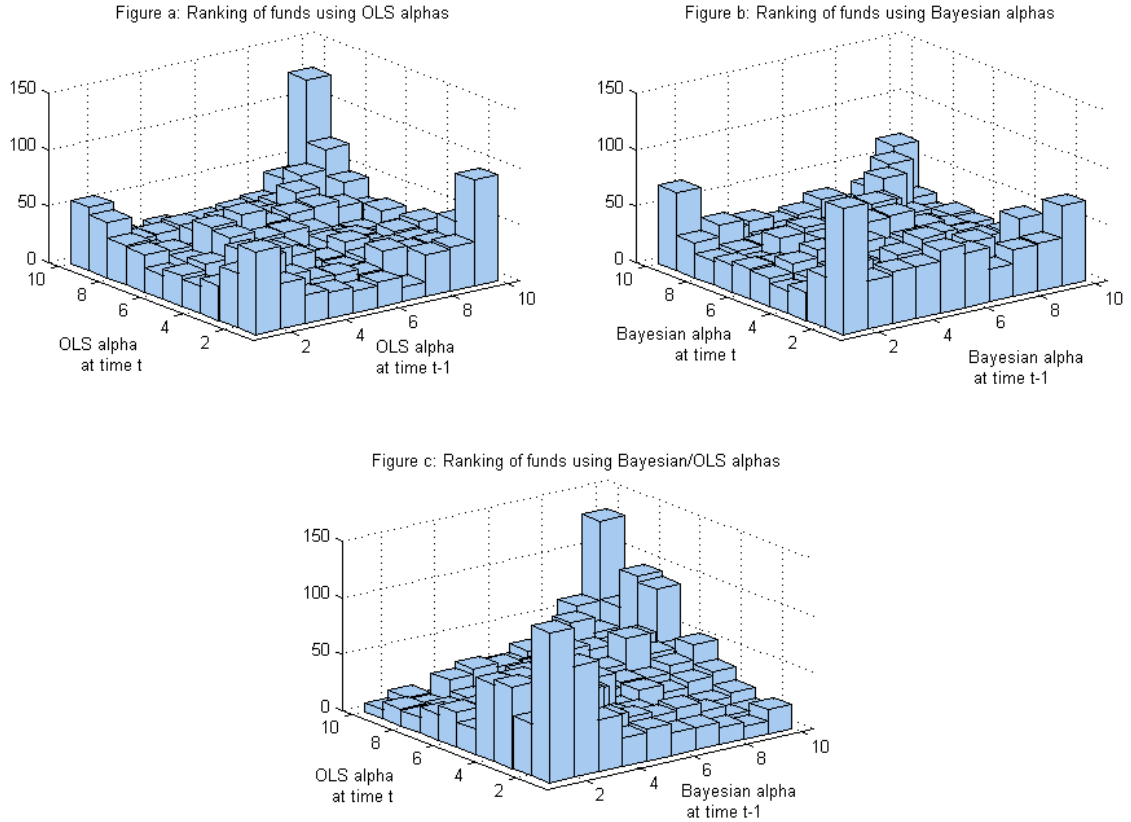 Figure a: Ranking of funds using OLS alphas
150
100
50
0
10
8
6
4
2
2
4
6
8
10
OLS alpha
at time t
OLS alpha
at time t-1
Figure b: Ranking of funds using Bayesian alphas
150
100
50
0
10
8
6
4
2
2
4
6
8
10
Bayesian alpha
at time t
Bayesian alpha
at time t-1
Figure c: Ranking of funds using Bayesian/OLS alphas
150
100
50
0
10
8
6
4
2
2
4
6
8
10
OLS alpha
at time t
Bayesian alpha
at time t-1